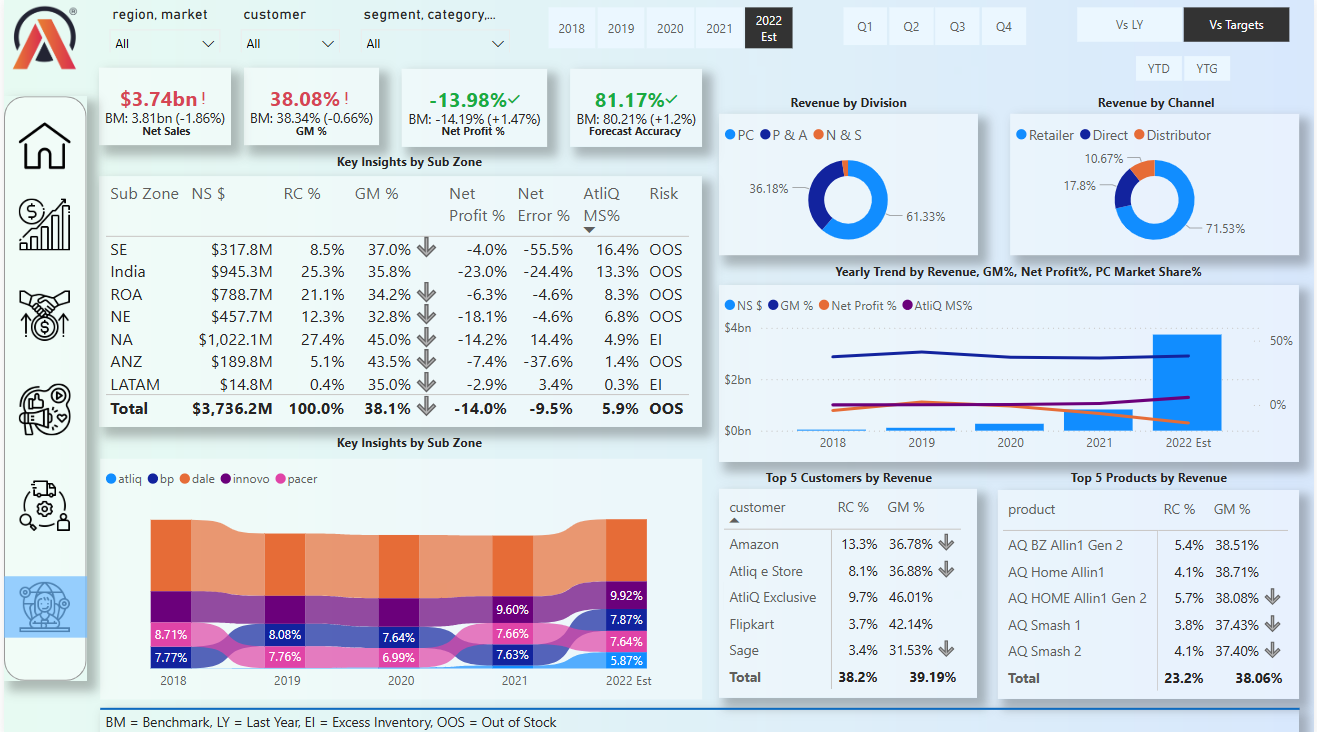 region, market customer segment, category,...
All All All
2018 2019 2020 2021 2022 Est
Q1 Q2 Q3 Q4
Vs LY Vs Targets
YTD YTG
$3.74bn!
BM: 3.81bn (-1.86%)
Net Sales
38.08%!
BM: 38.34% (-0.66%)
GM %
-13.98%✓
BM: -14.19% (+1.47%)
Net Profit %
81.17%✓
BM: 80.21% (+1.2%)
Forecast Accuracy
Key Insights by Sub Zone
Sub Zone NS $ RC % GM % Net Profit % Net Error % AtliQ MS% Risk
SE $317.8M 8.5% 37.0% -4.0% -55.5% 16.4% OOS
India $945.3M 25.3% 35.8% -23.0% -24.4% 13.3% OOS
ROA $788.7M 21.1% 34.2% -6.3% -4.6% 8.3% OOS
NE $457.7M 12.3% 32.8% -18.1% -4.6% 6.8% OOS
NA $1,022.1M 27.4% 45.0% -14.2% 14.4% 4.9% EI
ANZ $189.8M 5.1% 43.5% -7.4% -37.6% 1.4% OOS
LATAM $14.8M 0.4% 35.0% -2.9% 3.4% 0.3% EI
Total $3,736.2M 100.0% 38.1% -14.0% -9.5% 5.9% OOS
Revenue by Division
PC P & A N & S
36.18%
61.33%
Revenue by Channel
Retailer Direct Distributor
10.67%
17.8%
71.53%
Yearly Trend by Revenue, GM%, Net Profit%, PC Market Share%
NS $ GM % Net Profit % AtliQ MS%
$4bn
50%
$2bn
0%
$0bn
2018 2019 2020 2021 2022 Est
Key Insights by Sub Zone
atliq bp dale innovo pacer
8.71%
7.77%
8.08%
7.76%
7.64%
6.99%
9.60%
7.66%
7.63%
9.92%
7.87%
7.64%
5.87%
2018 2019 2020 2021 2022 Est
Top 5 Customers by Revenue
customer RC % GM %
Amazon 13.3% 36.78%
Atliq e Store 8.1% 36.88%
AtliQ Exclusive 9.7% 46.01%
Flipkart 3.7% 42.14%
Sage 3.4% 31.53%
Total 38.2% 39.19%
Top 5 Products by Revenue
product RC % GM %
AQ BZ Allin1 Gen 2 5.4% 38.51%
AQ Home Allin1 4.1% 38.71%
AQ HOME Allin1 Gen 2 5.7% 38.08%
AQ Smash 1 3.8% 37.43%
AQ Smash 2 4.1% 37.40%
Total 23.2% 38.06%
BM = Benchmark, LY = Last Year, EI = Excess Inventory, OOS = Out of Stock